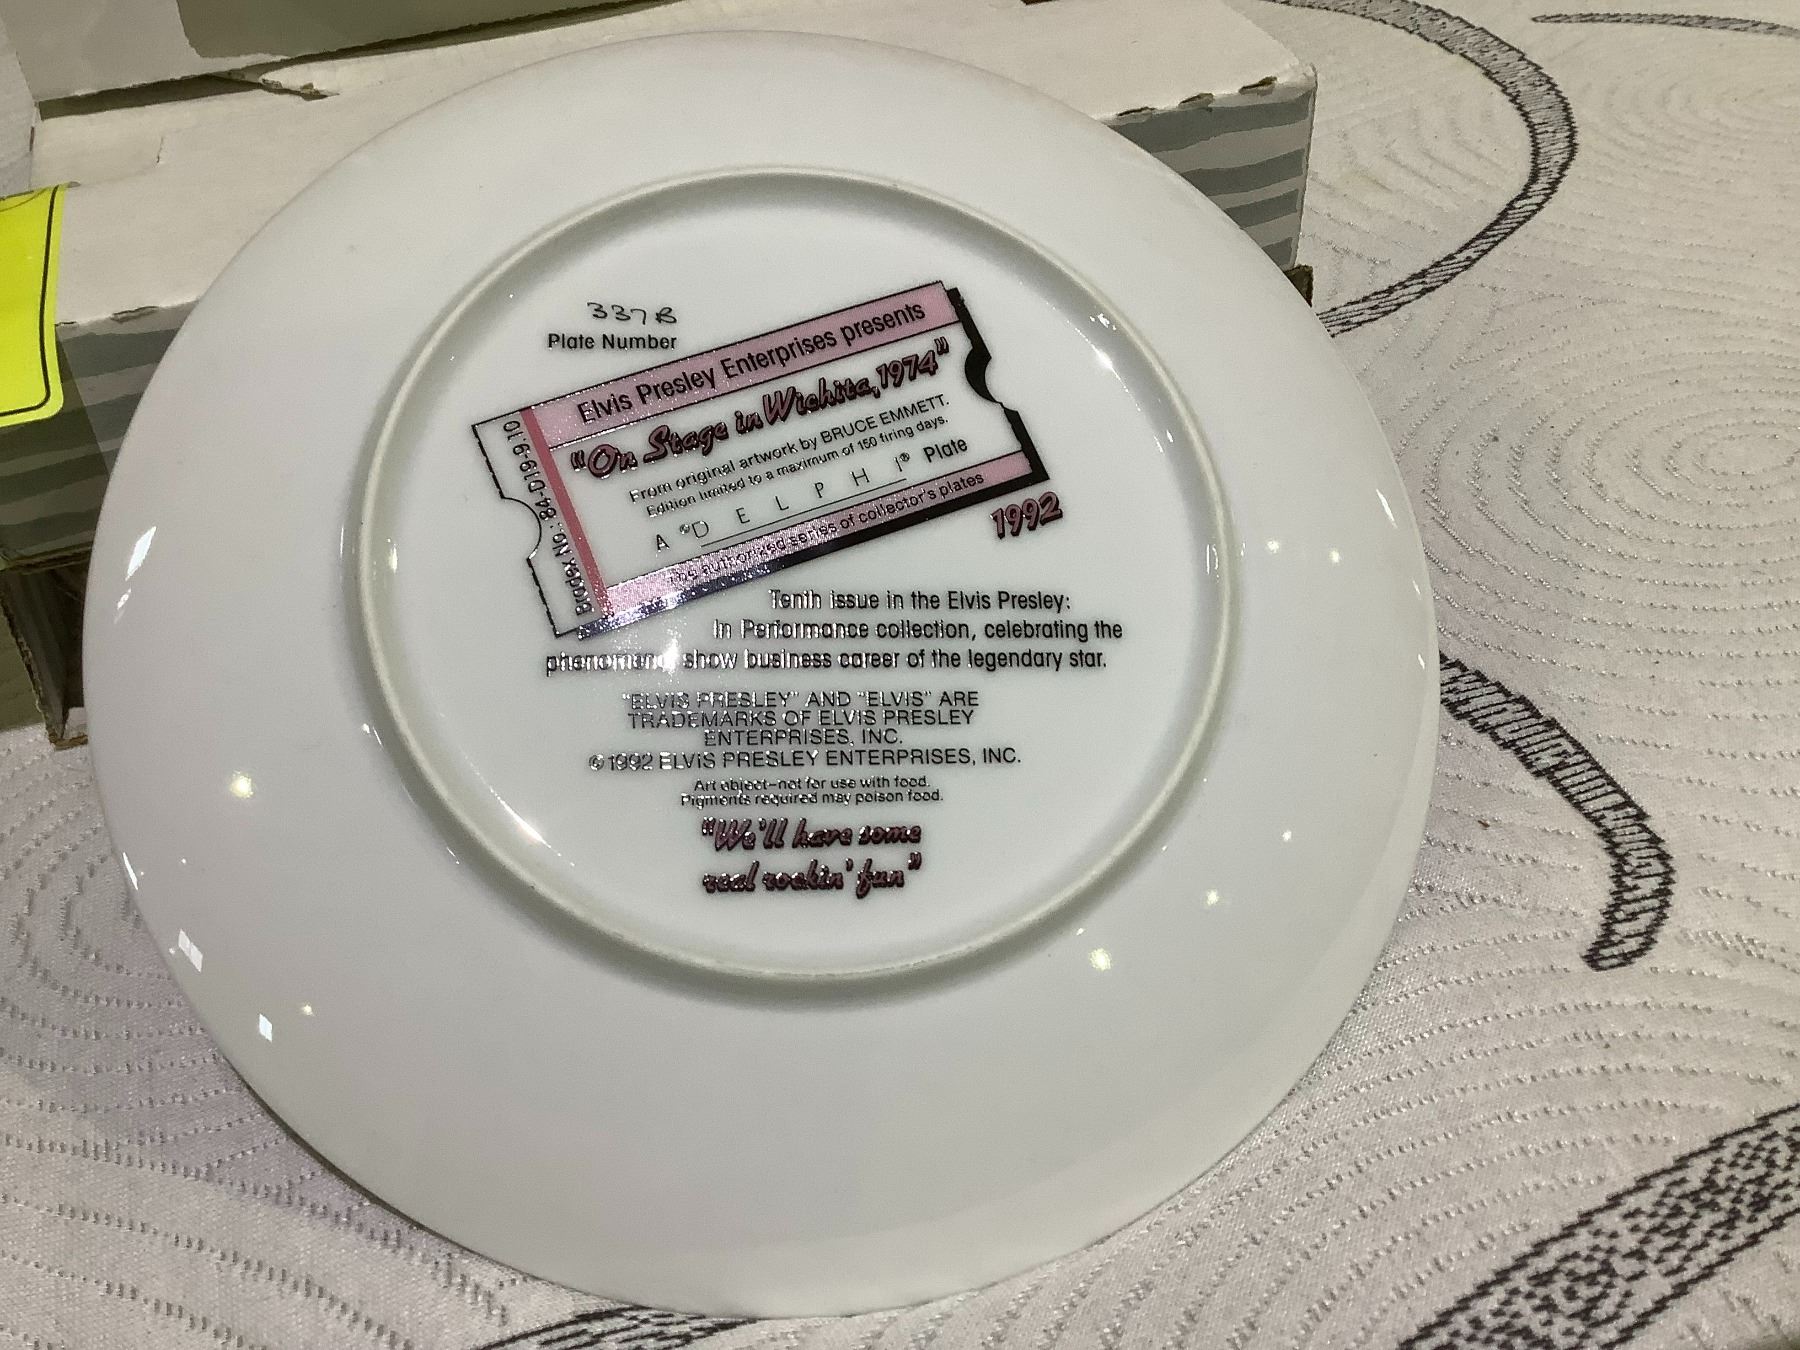 337B
Plate Number
Elvis Presley Enterprises presents
"On Stage in Wichita, 1974"
From original artwork by BRUCE EMMETT.
Edition limited to a maximum of 150 firing days.
A ®DELPHI® Plate
This authorized series of collector's plates
Bradex No.: 84-D19-9.10
1992
Tenth issue in the Elvis Presley:
In Performance collection, celebrating the
phenomenal show business career of the legendary star.
"ELVIS PRESLEY" AND "ELVIS" ARE
TRADEMARKS OF ELVIS PRESLEY
ENTERPRISES, INC.
©1992 ELVIS PRESLEY ENTERPRISES, INC.
Art object–not for use with food.
Pigments required may poison food.
"We'll have some
real rockin' fun"